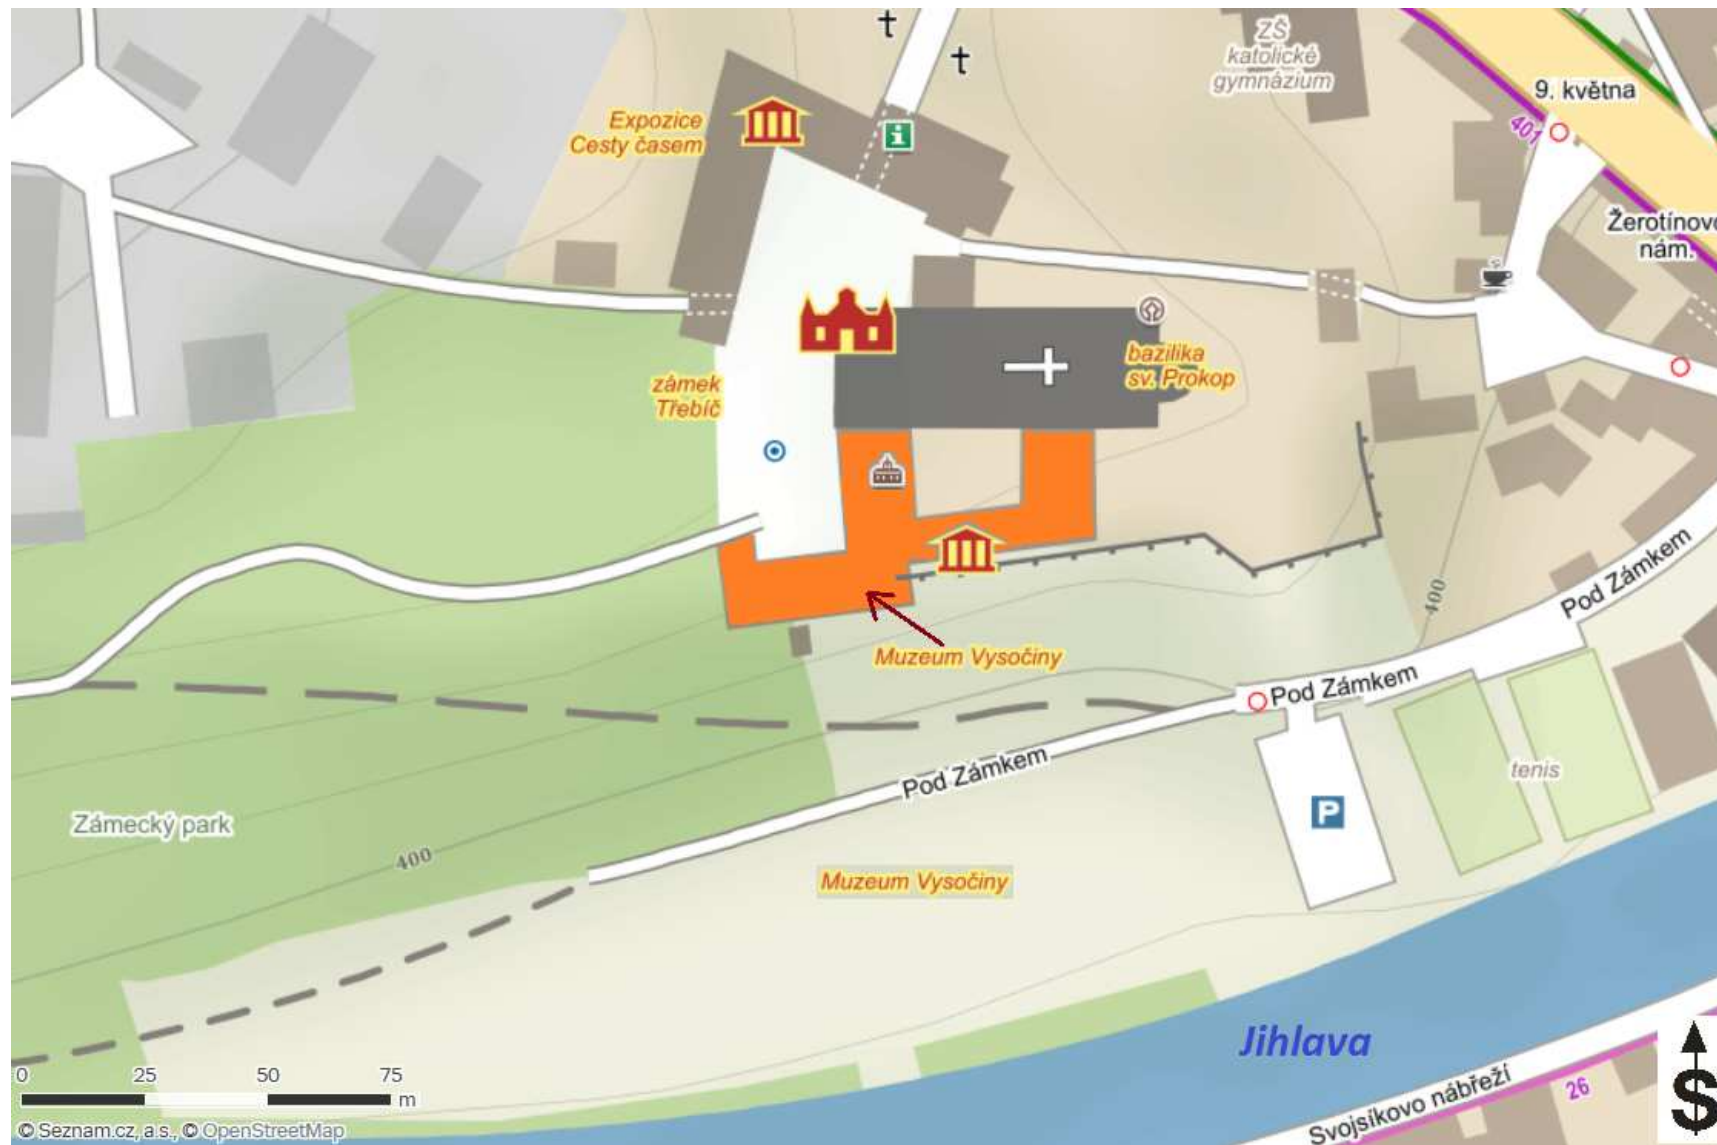 ZŠ
katolické
gymnázium
9. května
401
Expozice
Cesty časem
i
Žerotínovo
nám.
bazilika
sv. Prokop
zámek
Třebíč
Pod Zámkem
400
Muzeum Vysočiny
Pod Zámkem
Pod Zámkem
tenis
P
Zámecký park
400
Muzeum Vysočiny
Jihlava
0 25 50 75
m
Svojsíkovo nábřeží
26
S
© Seznam.cz, a.s., © OpenStreetMap